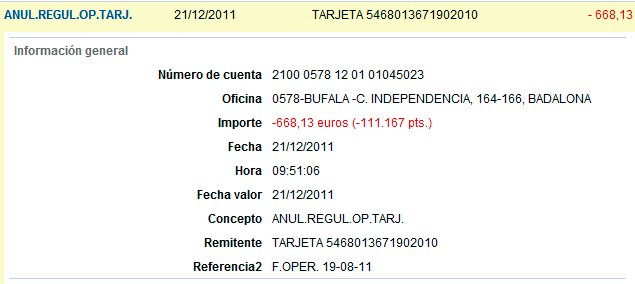 ANUL.REGUL.OP.TARJ. 21/12/2011 TARJETA 5468013671902010 - 668,13
Información general
Número de cuenta 2100 0578 12 01 01045023
Oficina 0578-BUFALA -C. INDEPENDENCIA, 164-166, BADALONA
Importe -668,13 euros (-111.167 pts.)
Fecha 21/12/2011
Hora 09:51:06
Fecha valor 21/12/2011
Concepto ANUL.REGUL.OP.TARJ.
Remitente TARJETA 5468013671902010
Referencia2 F.OPER. 19-08-11